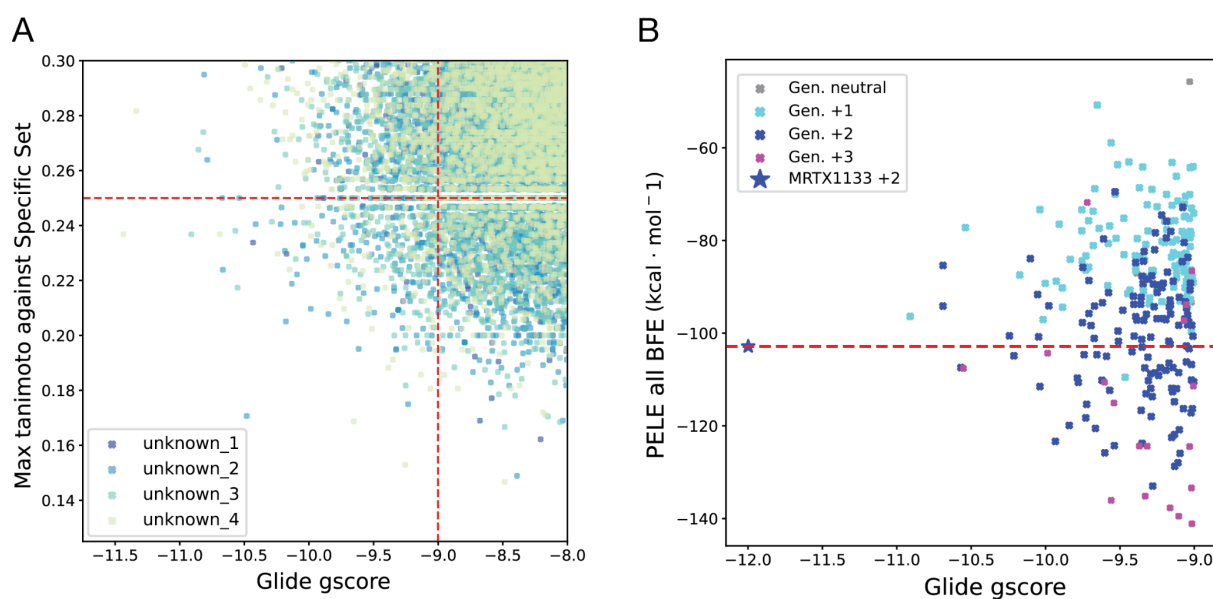 A
Max tanimoto against Specific Set
0.30
0.28
0.26
0.24
0.22
0.20
0.18
0.16
0.14
unknown_1
unknown_2
unknown_3
unknown_4
−11.5 −11.0 −10.5 −10.0 −9.5 −9.0 −8.5 −8.0
Glide gscore
B
PELE all BFE (kcal · mol⁻¹)
−60
−80
−100
−120
−140
Gen. neutral
Gen. +1
Gen. +2
Gen. +3
MRTX1133 +2
−12.0 −11.5 −11.0 −10.5 −10.0 −9.5 −9.0
Glide gscore